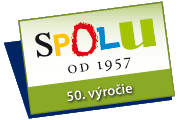 SPOLU
OD 1957
50. výročie